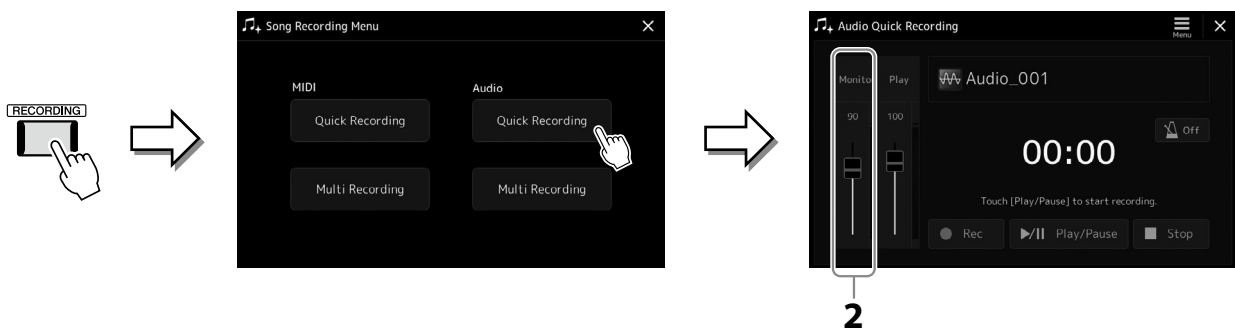 RECORDING
Song Recording Menu
MIDI
Audio
Quick Recording
Quick Recording
Multi Recording
Multi Recording
Audio Quick Recording
Menu
Monito
Play
90
100
Audio_001
Off
00:00
Touch [Play/Pause] to start recording.
Rec
Play/Pause
Stop
2